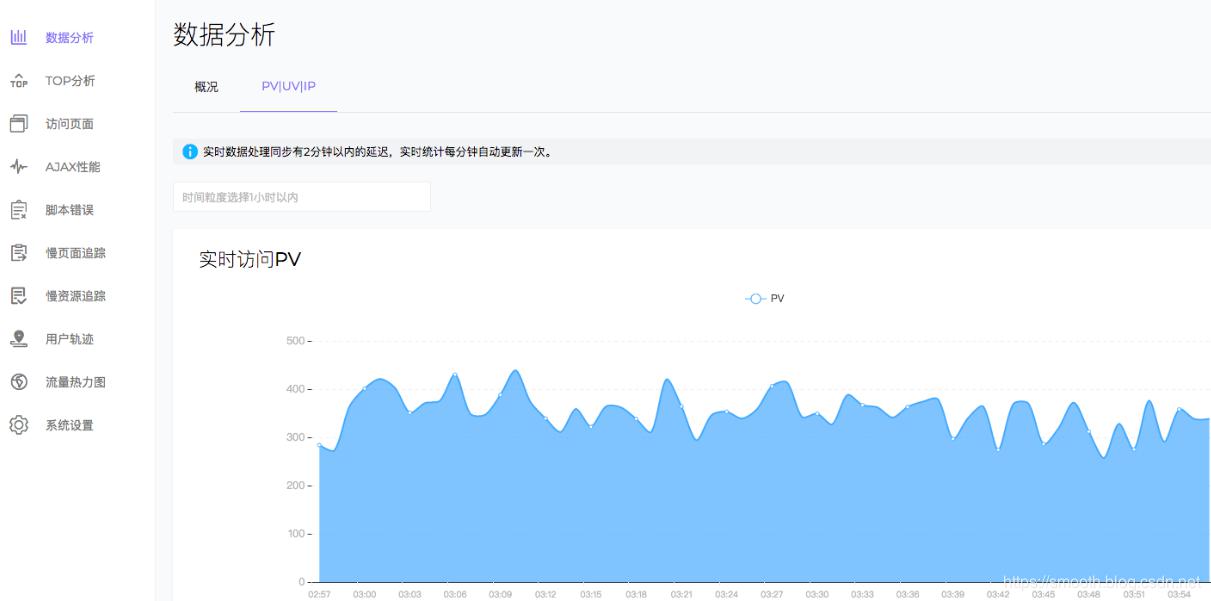 数据分析
TOP分析
访问页面
AJAX性能
脚本错误
慢页面追踪
慢资源追踪
用户轨迹
流量热力图
系统设置
数据分析
概况 PV|UV|IP
实时数据处理同步有2分钟以内的延迟，实时统计每分钟自动更新一次。
时间粒度选择1小时以内
实时访问PV
PV
500
400
300
200
100
0
02:57 03:00 03:03 03:06 03:09 03:12 03:15 03:18 03:21 03:24 03:27 03:30 03:33 03:36 03:39 03:42 03:45 03:48 03:51 03:54
https://smooth.blog.csdn.net